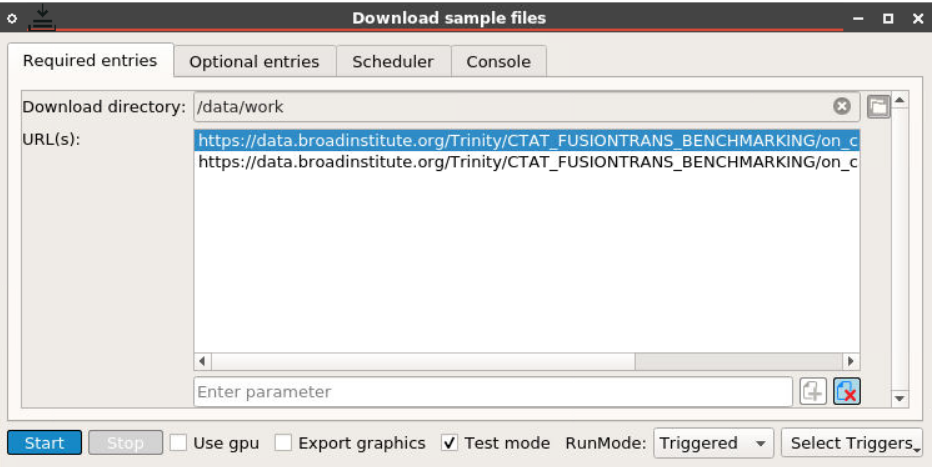 Download sample files
Required entries Optional entries Scheduler Console
Download directory: /data/work
URL(s): https://data.broadinstitute.org/Trinity/CTAT_FUSIONTRANS_BENCHMARKING/on_c
https://data.broadinstitute.org/Trinity/CTAT_FUSIONTRANS_BENCHMARKING/on_c
Enter parameter
Start Stop Use gpu Export graphics Test mode RunMode: Triggered Select Triggers